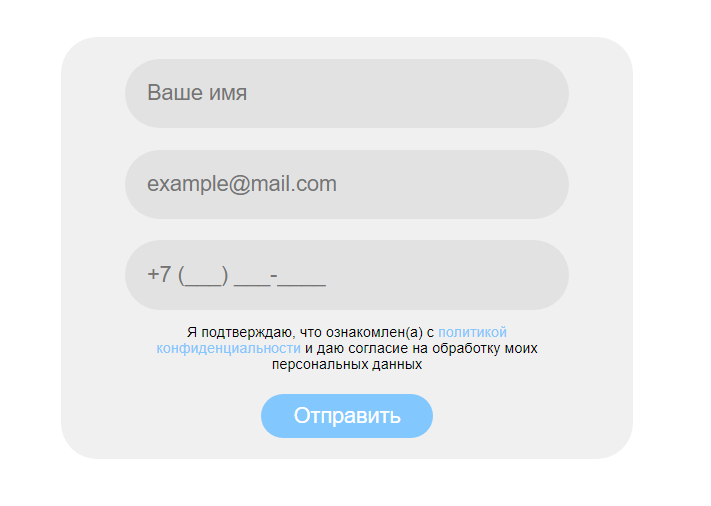 Ваше имя
example@mail.com
+7 (___) ___-____
Я подтверждаю, что ознакомлен(а) с политикой
конфиденциальности и даю согласие на обработку моих
персональных данных
Отправить